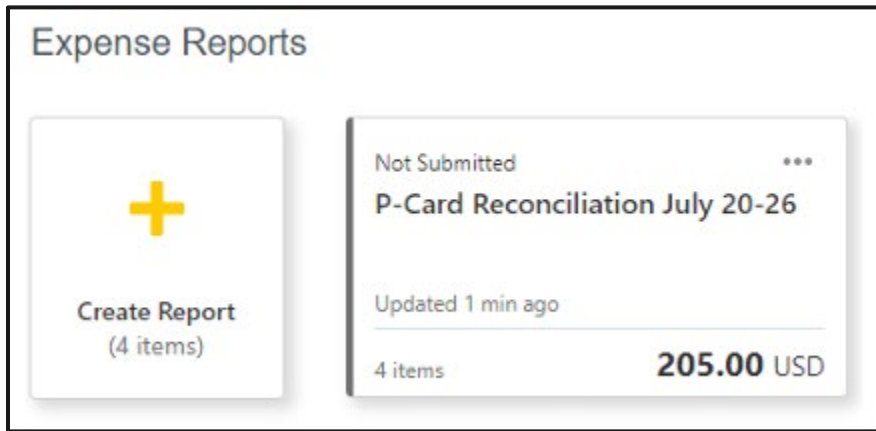 Expense Reports
Create Report
(4 items)
Not Submitted
P-Card Reconciliation July 20-26
Updated 1 min ago
4 items
205.00 USD